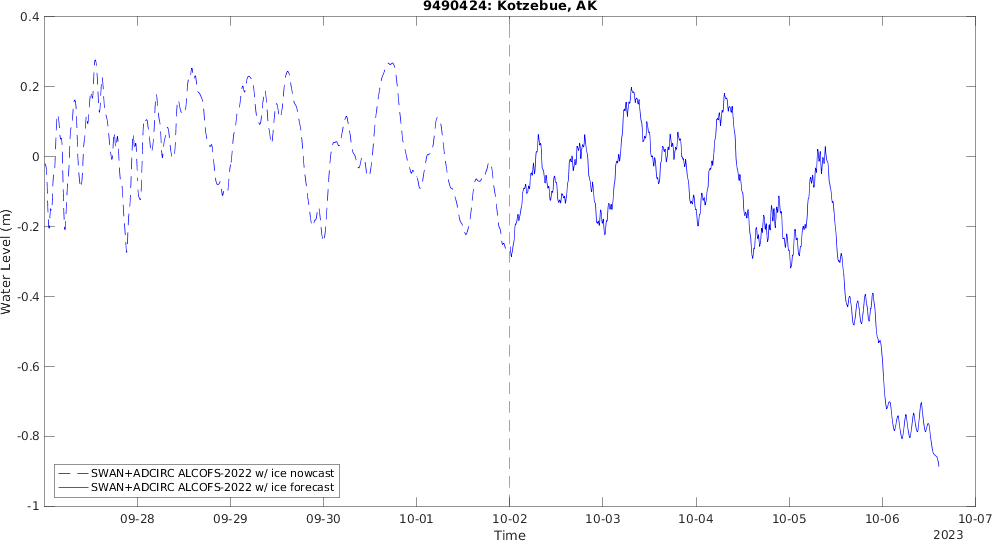 9490424: Kotzebue, AK
0.4
0.2
0
-0.2
-0.4
-0.6
-0.8
-1
Water Level (m)
SWAN+ADCIRC ALCOFS-2022 w/ ice nowcast
SWAN+ADCIRC ALCOFS-2022 w/ ice forecast
09-28 09-29 09-30 10-01 10-02 10-03 10-04 10-05 10-06 10-07
Time
2023